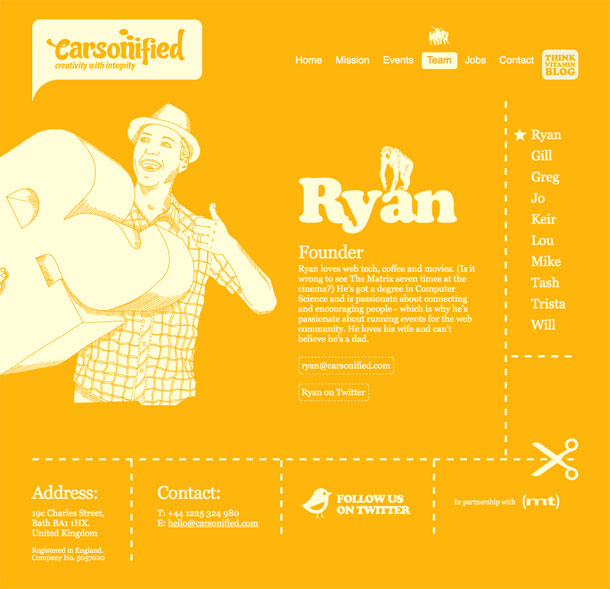 Carsonified
creativity with integrity
Home Mission Events Team Jobs Contact
THINK
VITAMIN
BLOG
Ryan
Founder
Ryan loves web tech, coffee and movies. (Is it
wrong to see The Matrix seven times at the
cinema?) He's got a degree in Computer
Science and is passionate about connecting
and encouraging people - which is why he's
passionate about running events for the web
community. He loves his wife and can't
believe he's a dad.
ryan@carsonified.com
Ryan on Twitter
Ryan
Gill
Greg
Jo
Keir
Lou
Mike
Tash
Trista
Will
Address:
19c Charles Street,
Bath BA1 1HX.
United Kingdom
Registered in England.
Company No. 5057020
Contact:
T: +44 1225 324 980
E: hello@carsonified.com
FOLLOW US
ON TWITTER
In partnership with (mt)